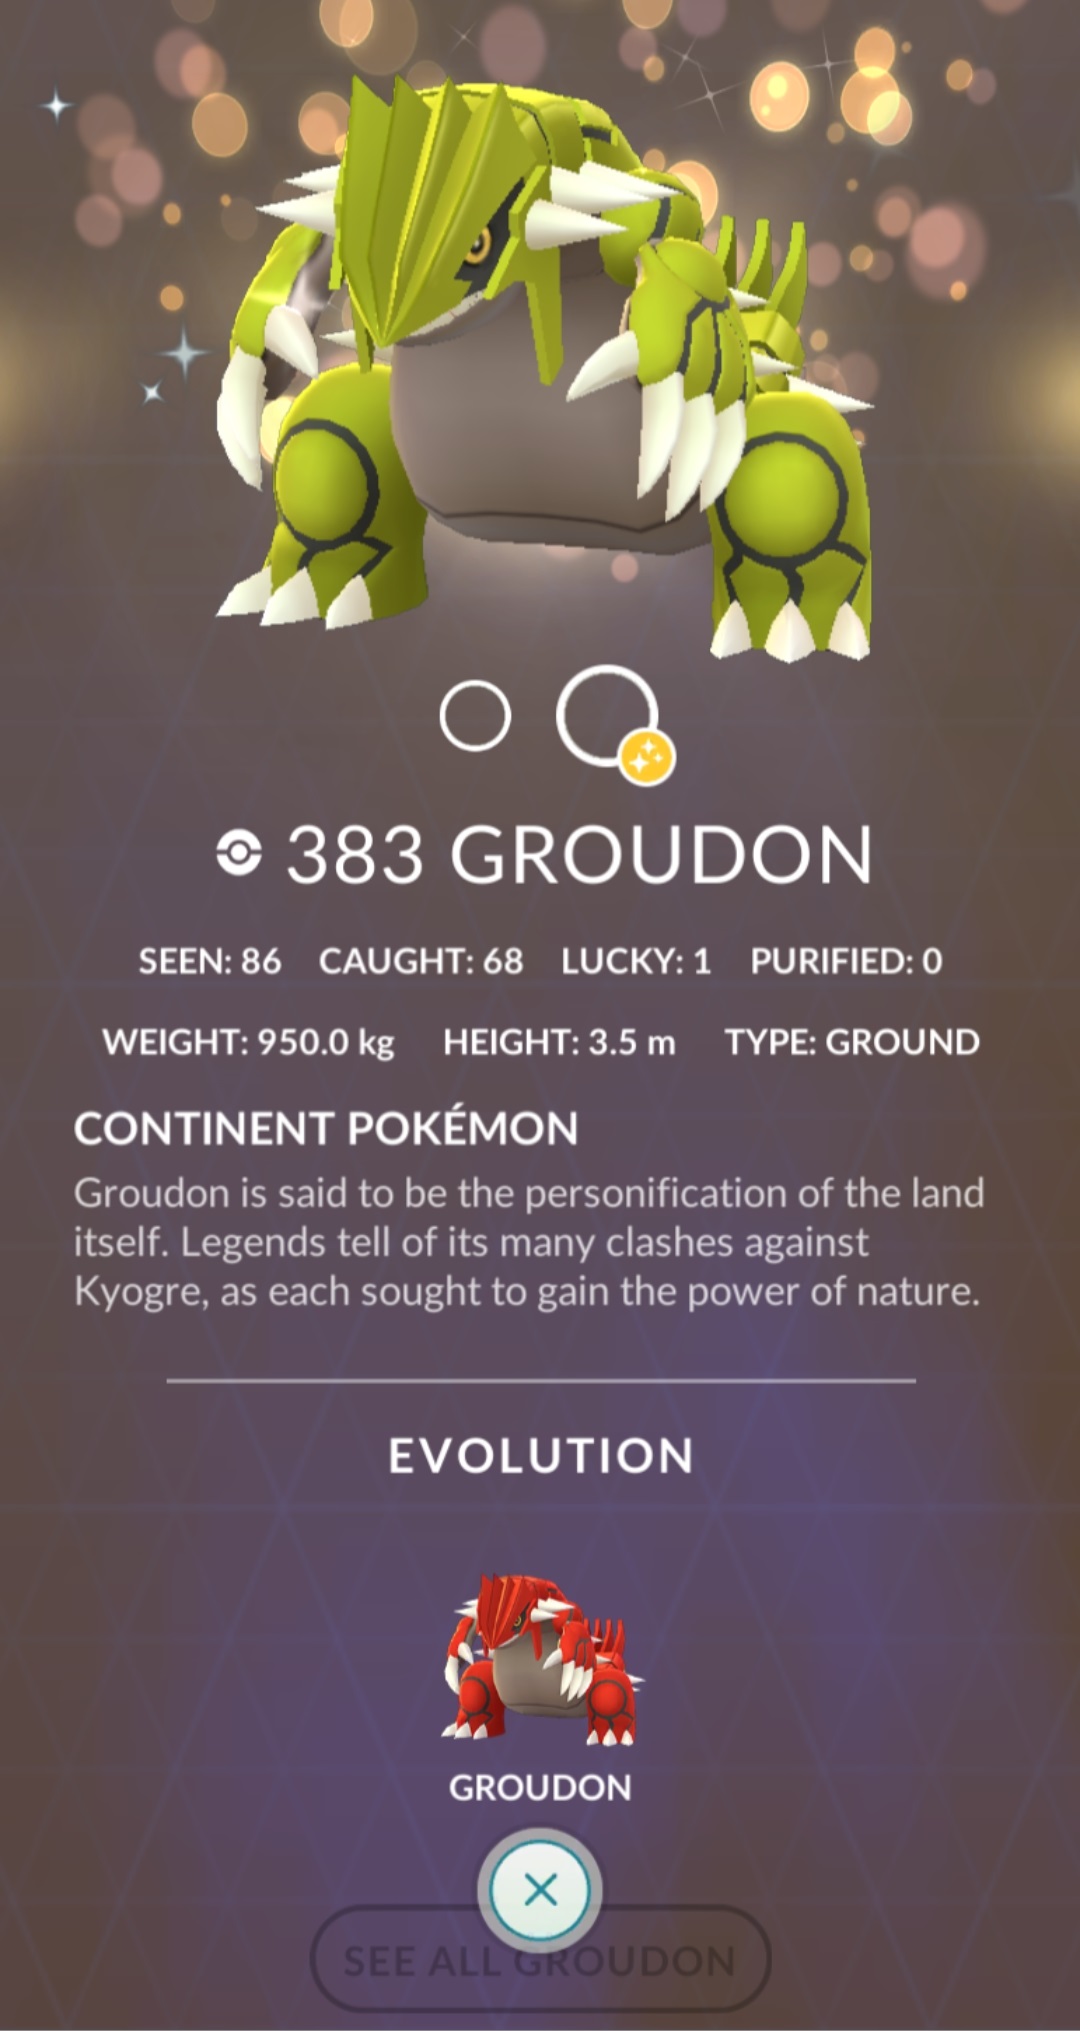 383 GROUDON
SEEN: 86 CAUGHT: 68 LUCKY: 1 PURIFIED: 0
WEIGHT: 950.0 kg HEIGHT: 3.5 m TYPE: GROUND
CONTINENT POKÉMON
Groudon is said to be the personification of the land
itself. Legends tell of its many clashes against
Kyogre, as each sought to gain the power of nature.
EVOLUTION
GROUDON
SEE ALL GROUDON